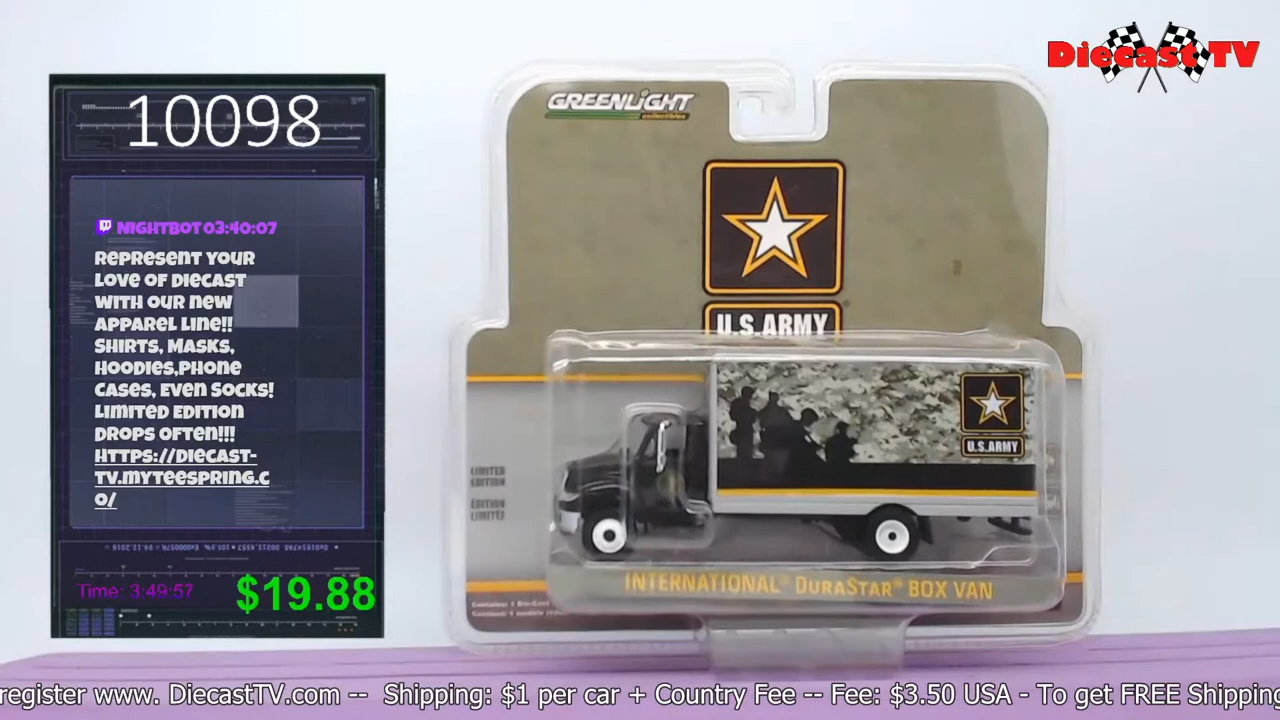 Diecast TV
10098
NIGHTBOT 03:40:07
REPRESENT YOUR
LOVE OF DIECAST
WITH OUR NEW
APPAREL LINE!!
SHIRTS, MASKS,
HOODIES,PHONE
CASES, EVEN SOCKS!
LIMITED EDITION
DROPS OFTEN!!!
HTTPS://DIECAST-
TV.MYTEESPRING.C
O/
Time: 3:49:57
$19.88
GREENLIGHT
collectibles
U.S.ARMY
U.S.ARMY
LIMITED
EDITION
ÉDITION
LIMITÉE
INTERNATIONAL® DURASTAR® BOX VAN
register www. DiecastTV.com -- Shipping: $1 per car + Country Fee -- Fee: $3.50 USA - To get FREE Shipping